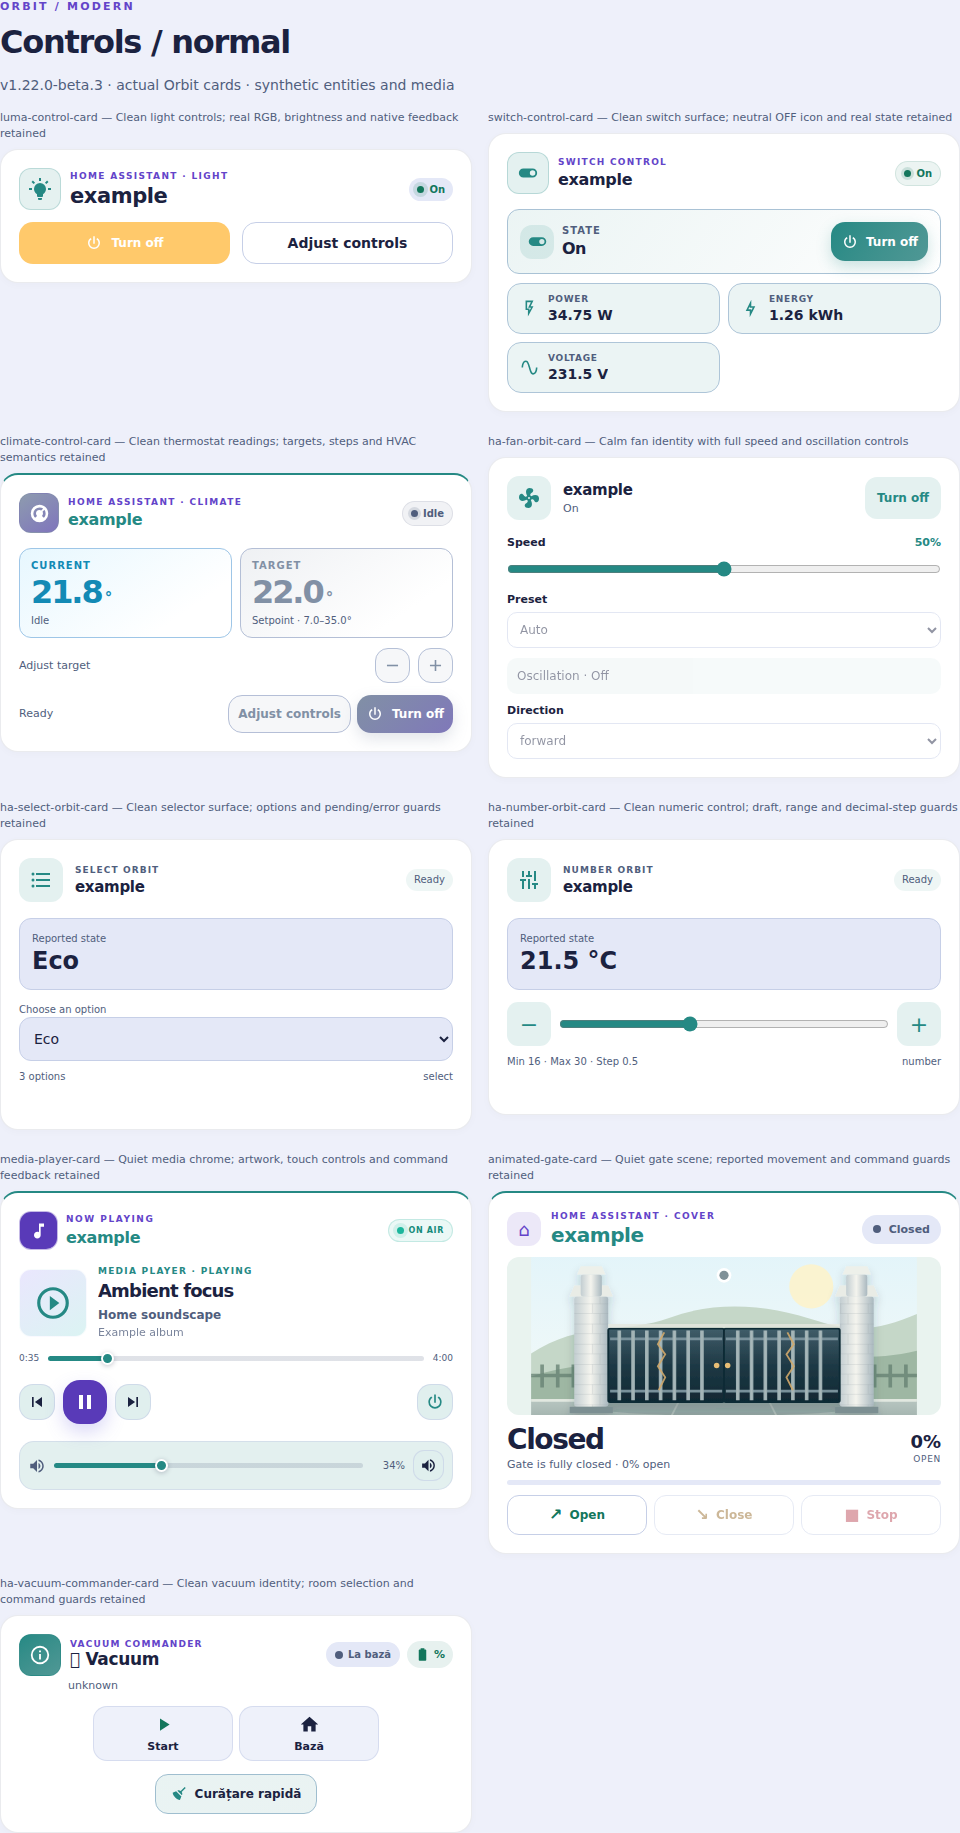 ORBIT / MODERN
Controls / normal
v1.22.0-beta.3 · actual Orbit cards · synthetic entities and media
luma-control-card — Clean light controls; real RGB, brightness and native feedback
retained
HOME ASSISTANT · LIGHT
example
On
Turn off
Adjust controls
switch-control-card — Clean switch surface; neutral OFF icon and real state retained
SWITCH CONTROL
example
On
STATE
On
Turn off
POWER
34.75 W
ENERGY
1.26 kWh
VOLTAGE
231.5 V
climate-control-card — Clean thermostat readings; targets, steps and HVAC
semantics retained
HOME ASSISTANT · CLIMATE
example
Idle
CURRENT
21.8°
Idle
TARGET
22.0°
Setpoint · 7.0–35.0°
Adjust target
− +
Ready
Adjust controls
Turn off
ha-fan-orbit-card — Calm fan identity with full speed and oscillation controls
example
On
Turn off
Speed
50%
Preset
Auto
Oscillation · Off
Direction
forward
ha-select-orbit-card — Clean selector surface; options and pending/error guards
retained
SELECT ORBIT
example
Ready
Reported state
Eco
Choose an option
Eco
3 options
select
ha-number-orbit-card — Clean numeric control; draft, range and decimal-step guards
retained
NUMBER ORBIT
example
Ready
Reported state
21.5 °C
− +
Min 16 · Max 30 · Step 0.5
number
media-player-card — Quiet media chrome; artwork, touch controls and command
feedback retained
NOW PLAYING
example
ON AIR
MEDIA PLAYER · PLAYING
Ambient focus
Home soundscape
Example album
0:35
4:00
34%
animated-gate-card — Quiet gate scene; reported movement and command guards
retained
HOME ASSISTANT · COVER
example
Closed
Closed
Gate is fully closed · 0% open
0%
OPEN
↗ Open
↘ Close
Stop
ha-vacuum-commander-card — Clean vacuum identity; room selection and
command guards retained
VACUUM COMMANDER
Vacuum
unknown
La bază
%
Start
Bază
Curățare rapidă